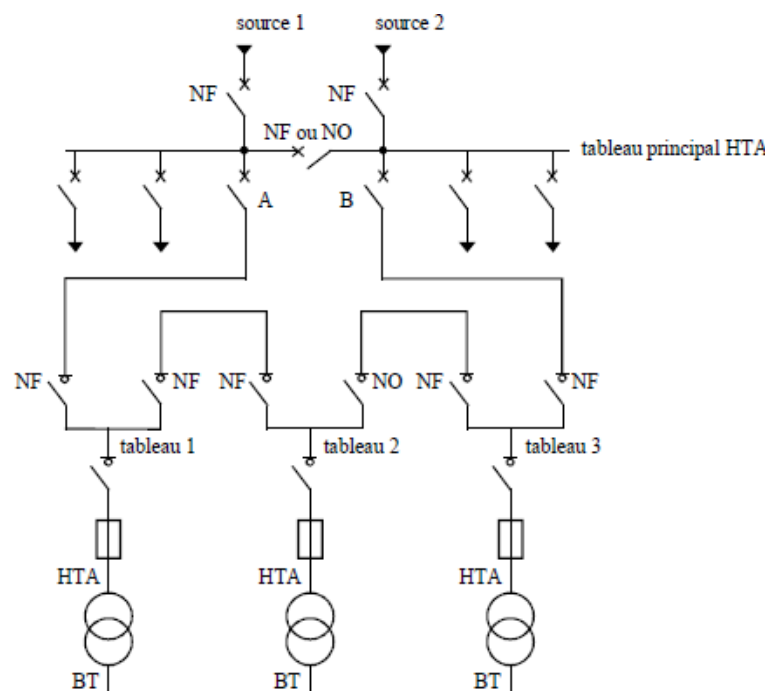 source 1 source 2
NF NF
NF ou NO
tableau principal HTA
A B
NF NF NF NO NF NF
tableau 1 tableau 2 tableau 3
HTA HTA HTA
BT BT BT